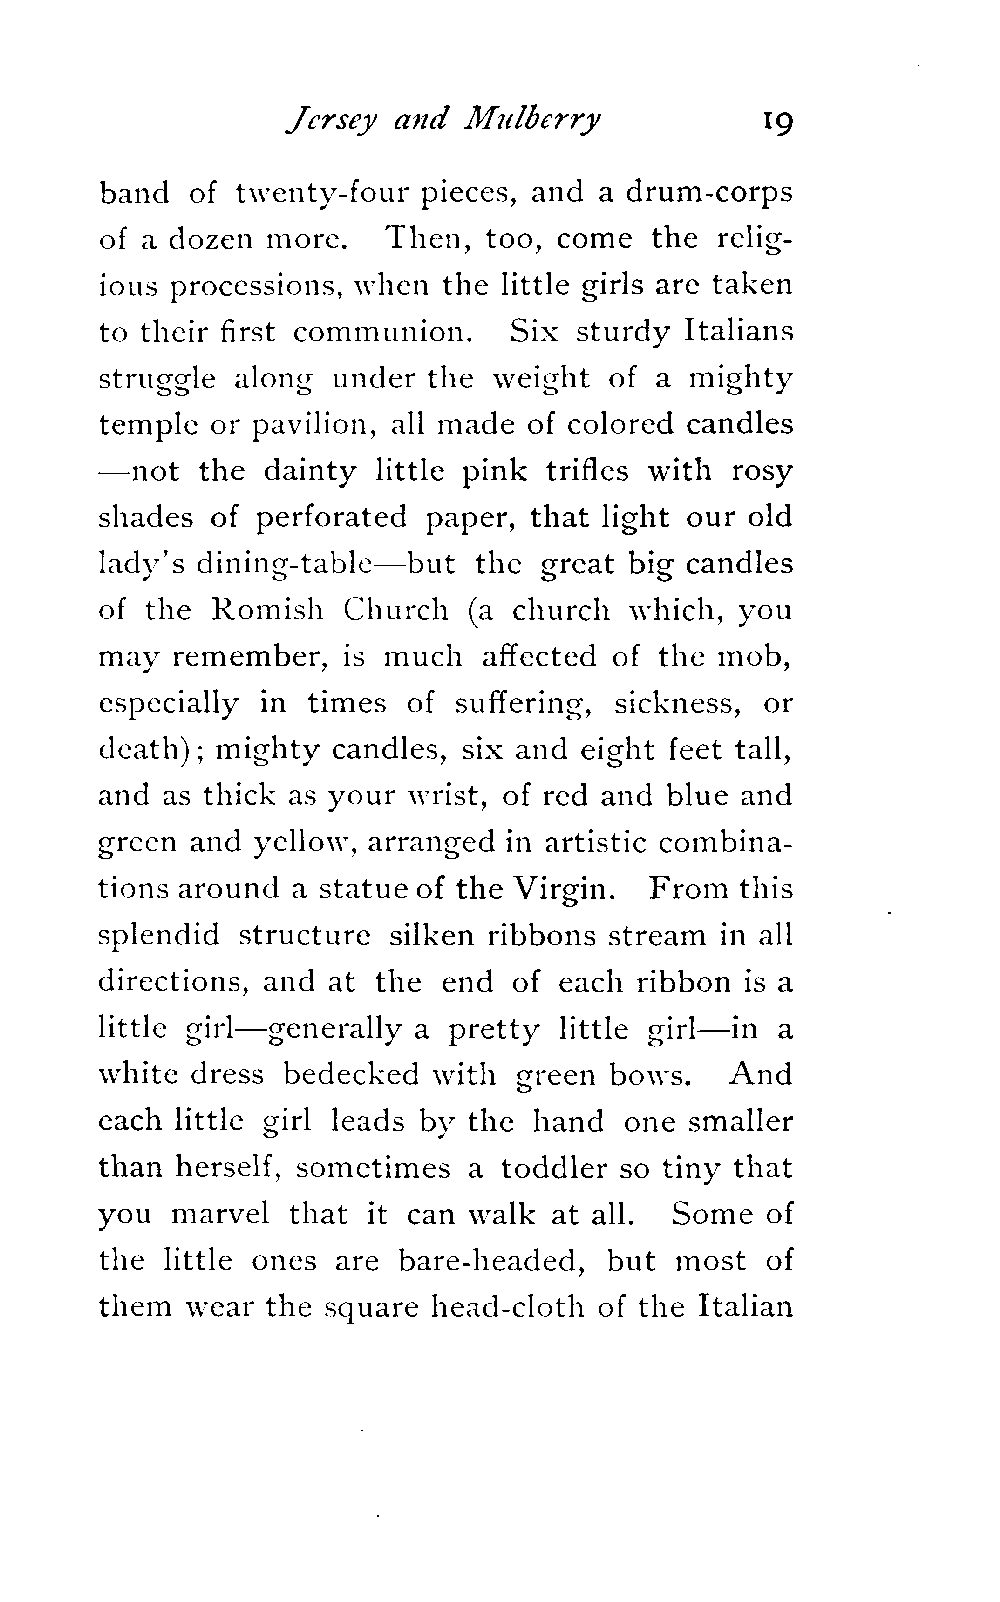 Jersey and Mulberry 19
band of twenty-four pieces, and a drum-corps
of a dozen more. Then, too, come the relig-
ious processions, when the little girls are taken
to their first communion. Six sturdy Italians
struggle along under the weight of a mighty
temple or pavilion, all made of colored candles
—not the dainty little pink trifles with rosy
shades of perforated paper, that light our old
lady's dining-table—but the great big candles
of the Romish Church (a church which, you
may remember, is much affected of the mob,
especially in times of suffering, sickness, or
death); mighty candles, six and eight feet tall,
and as thick as your wrist, of red and blue and
green and yellow, arranged in artistic combina-
tions around a statue of the Virgin. From this
splendid structure silken ribbons stream in all
directions, and at the end of each ribbon is a
little girl—generally a pretty little girl—in a
white dress bedecked with green bows. And
each little girl leads by the hand one smaller
than herself, sometimes a toddler so tiny that
you marvel that it can walk at all. Some of
the little ones are bare-headed, but most of
them wear the square head-cloth of the Italian